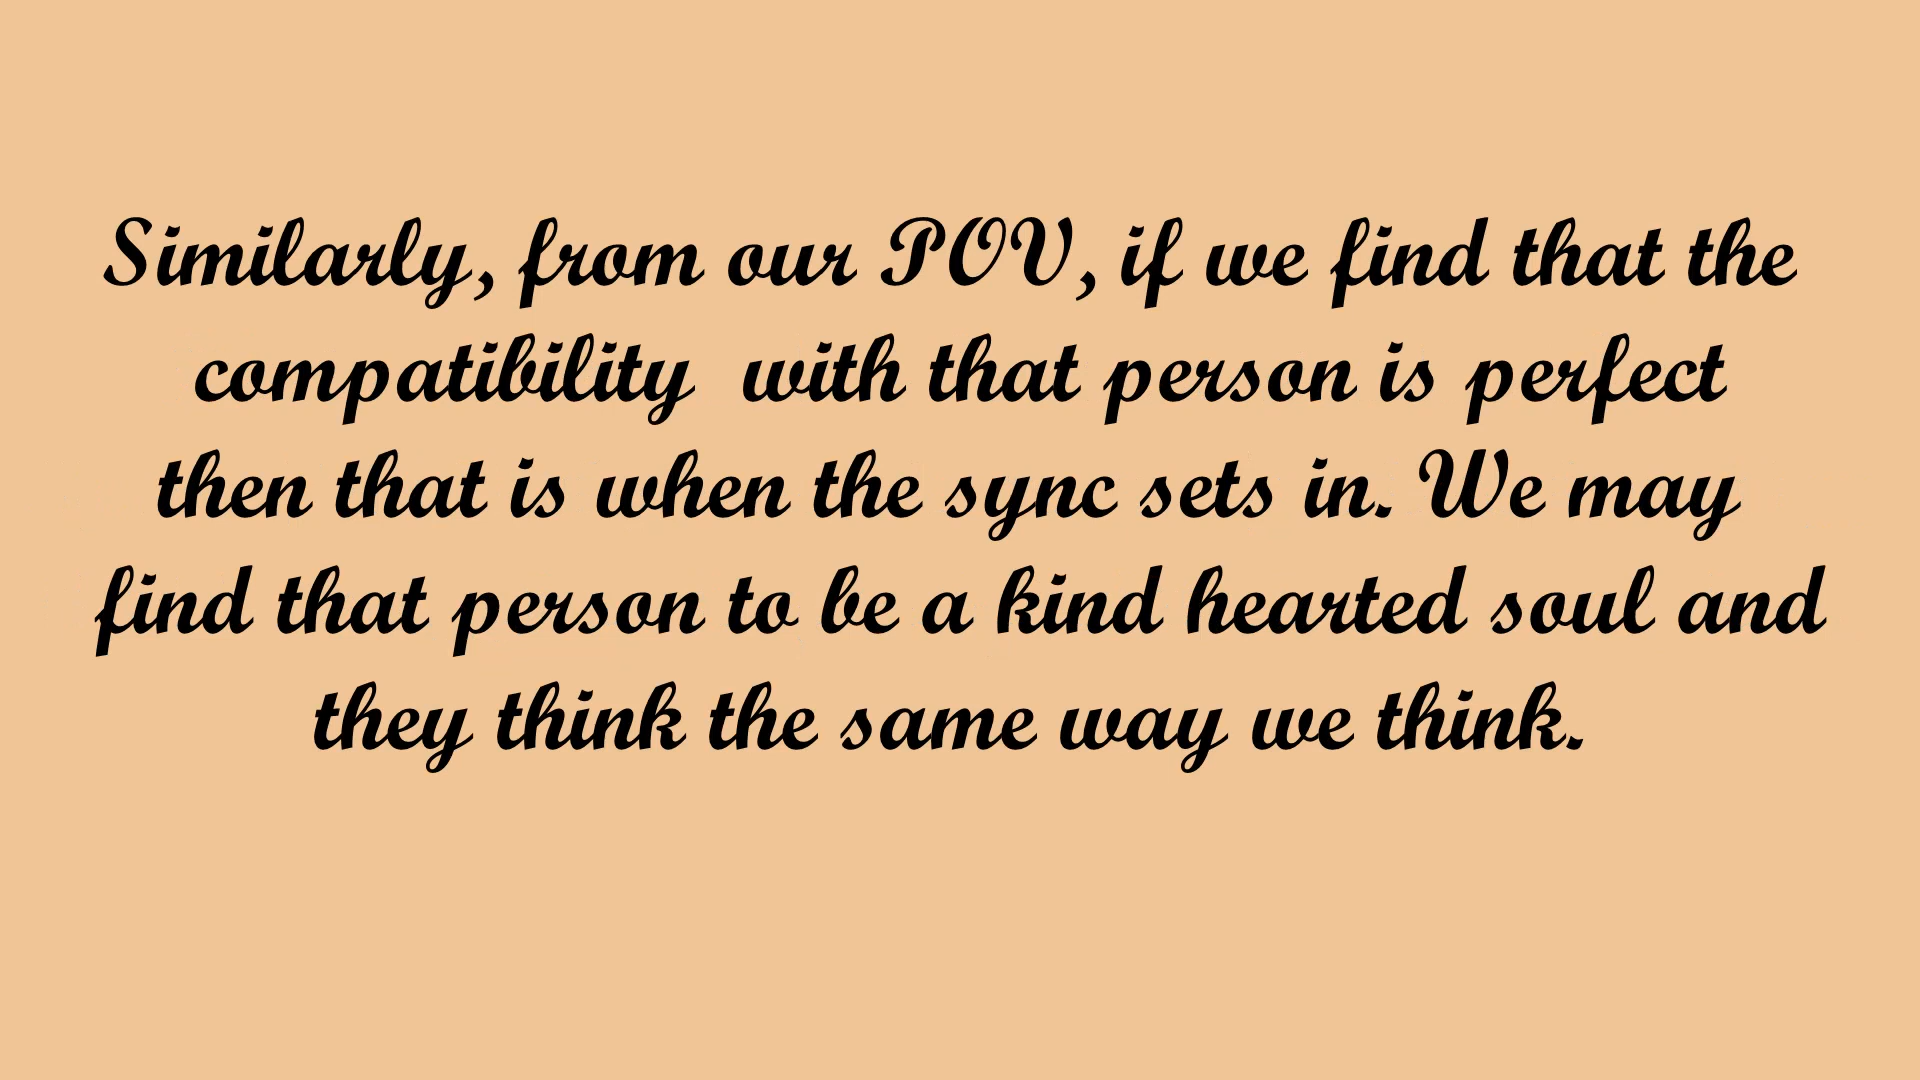 Similarly, from our POV, if we find that the
compatibility  with that person is perfect
then that is when the sync sets in. We may
find that person to be a kind hearted soul and
they think the same way we think.